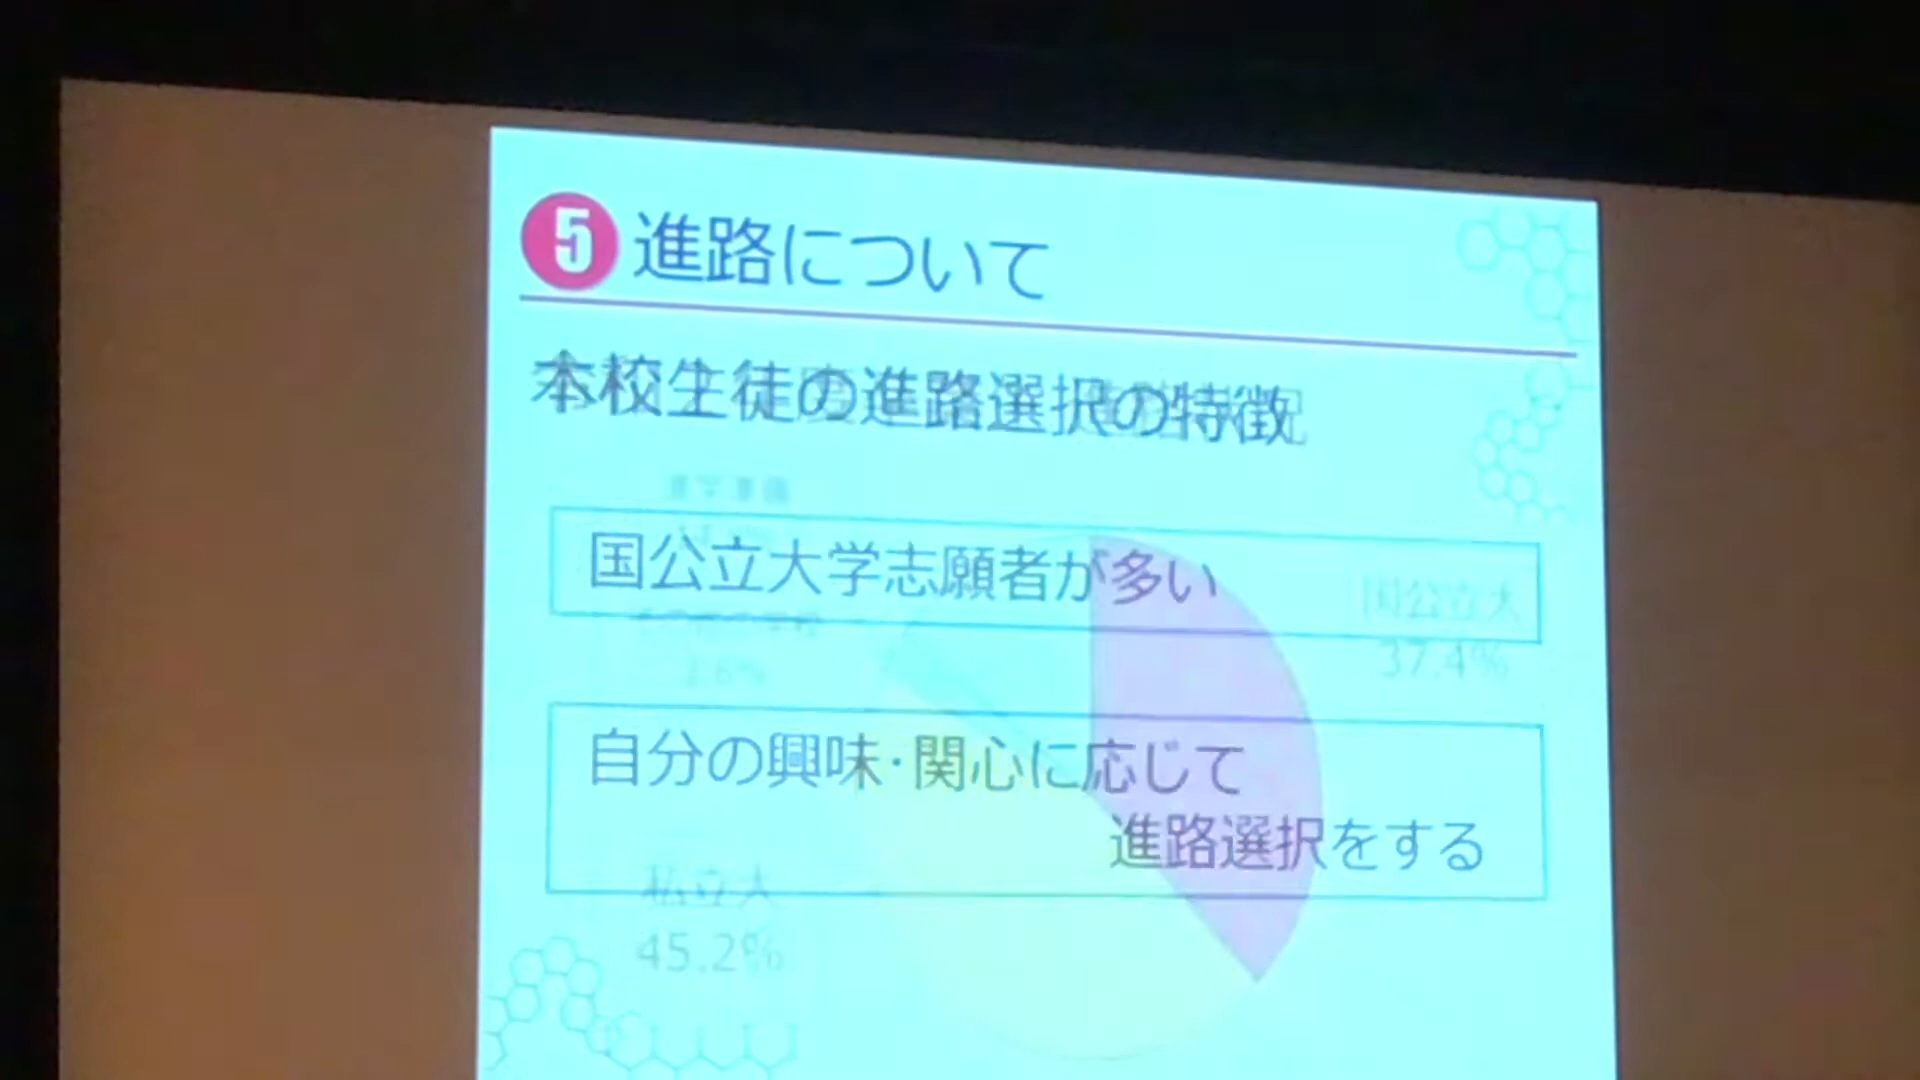 5 進路について
本校生徒の進路選択の特徴
国公立大学志願者が多い
国公立大
37.4%
自分の興味・関心に応じて
進路選択をする
私立大
45.2%